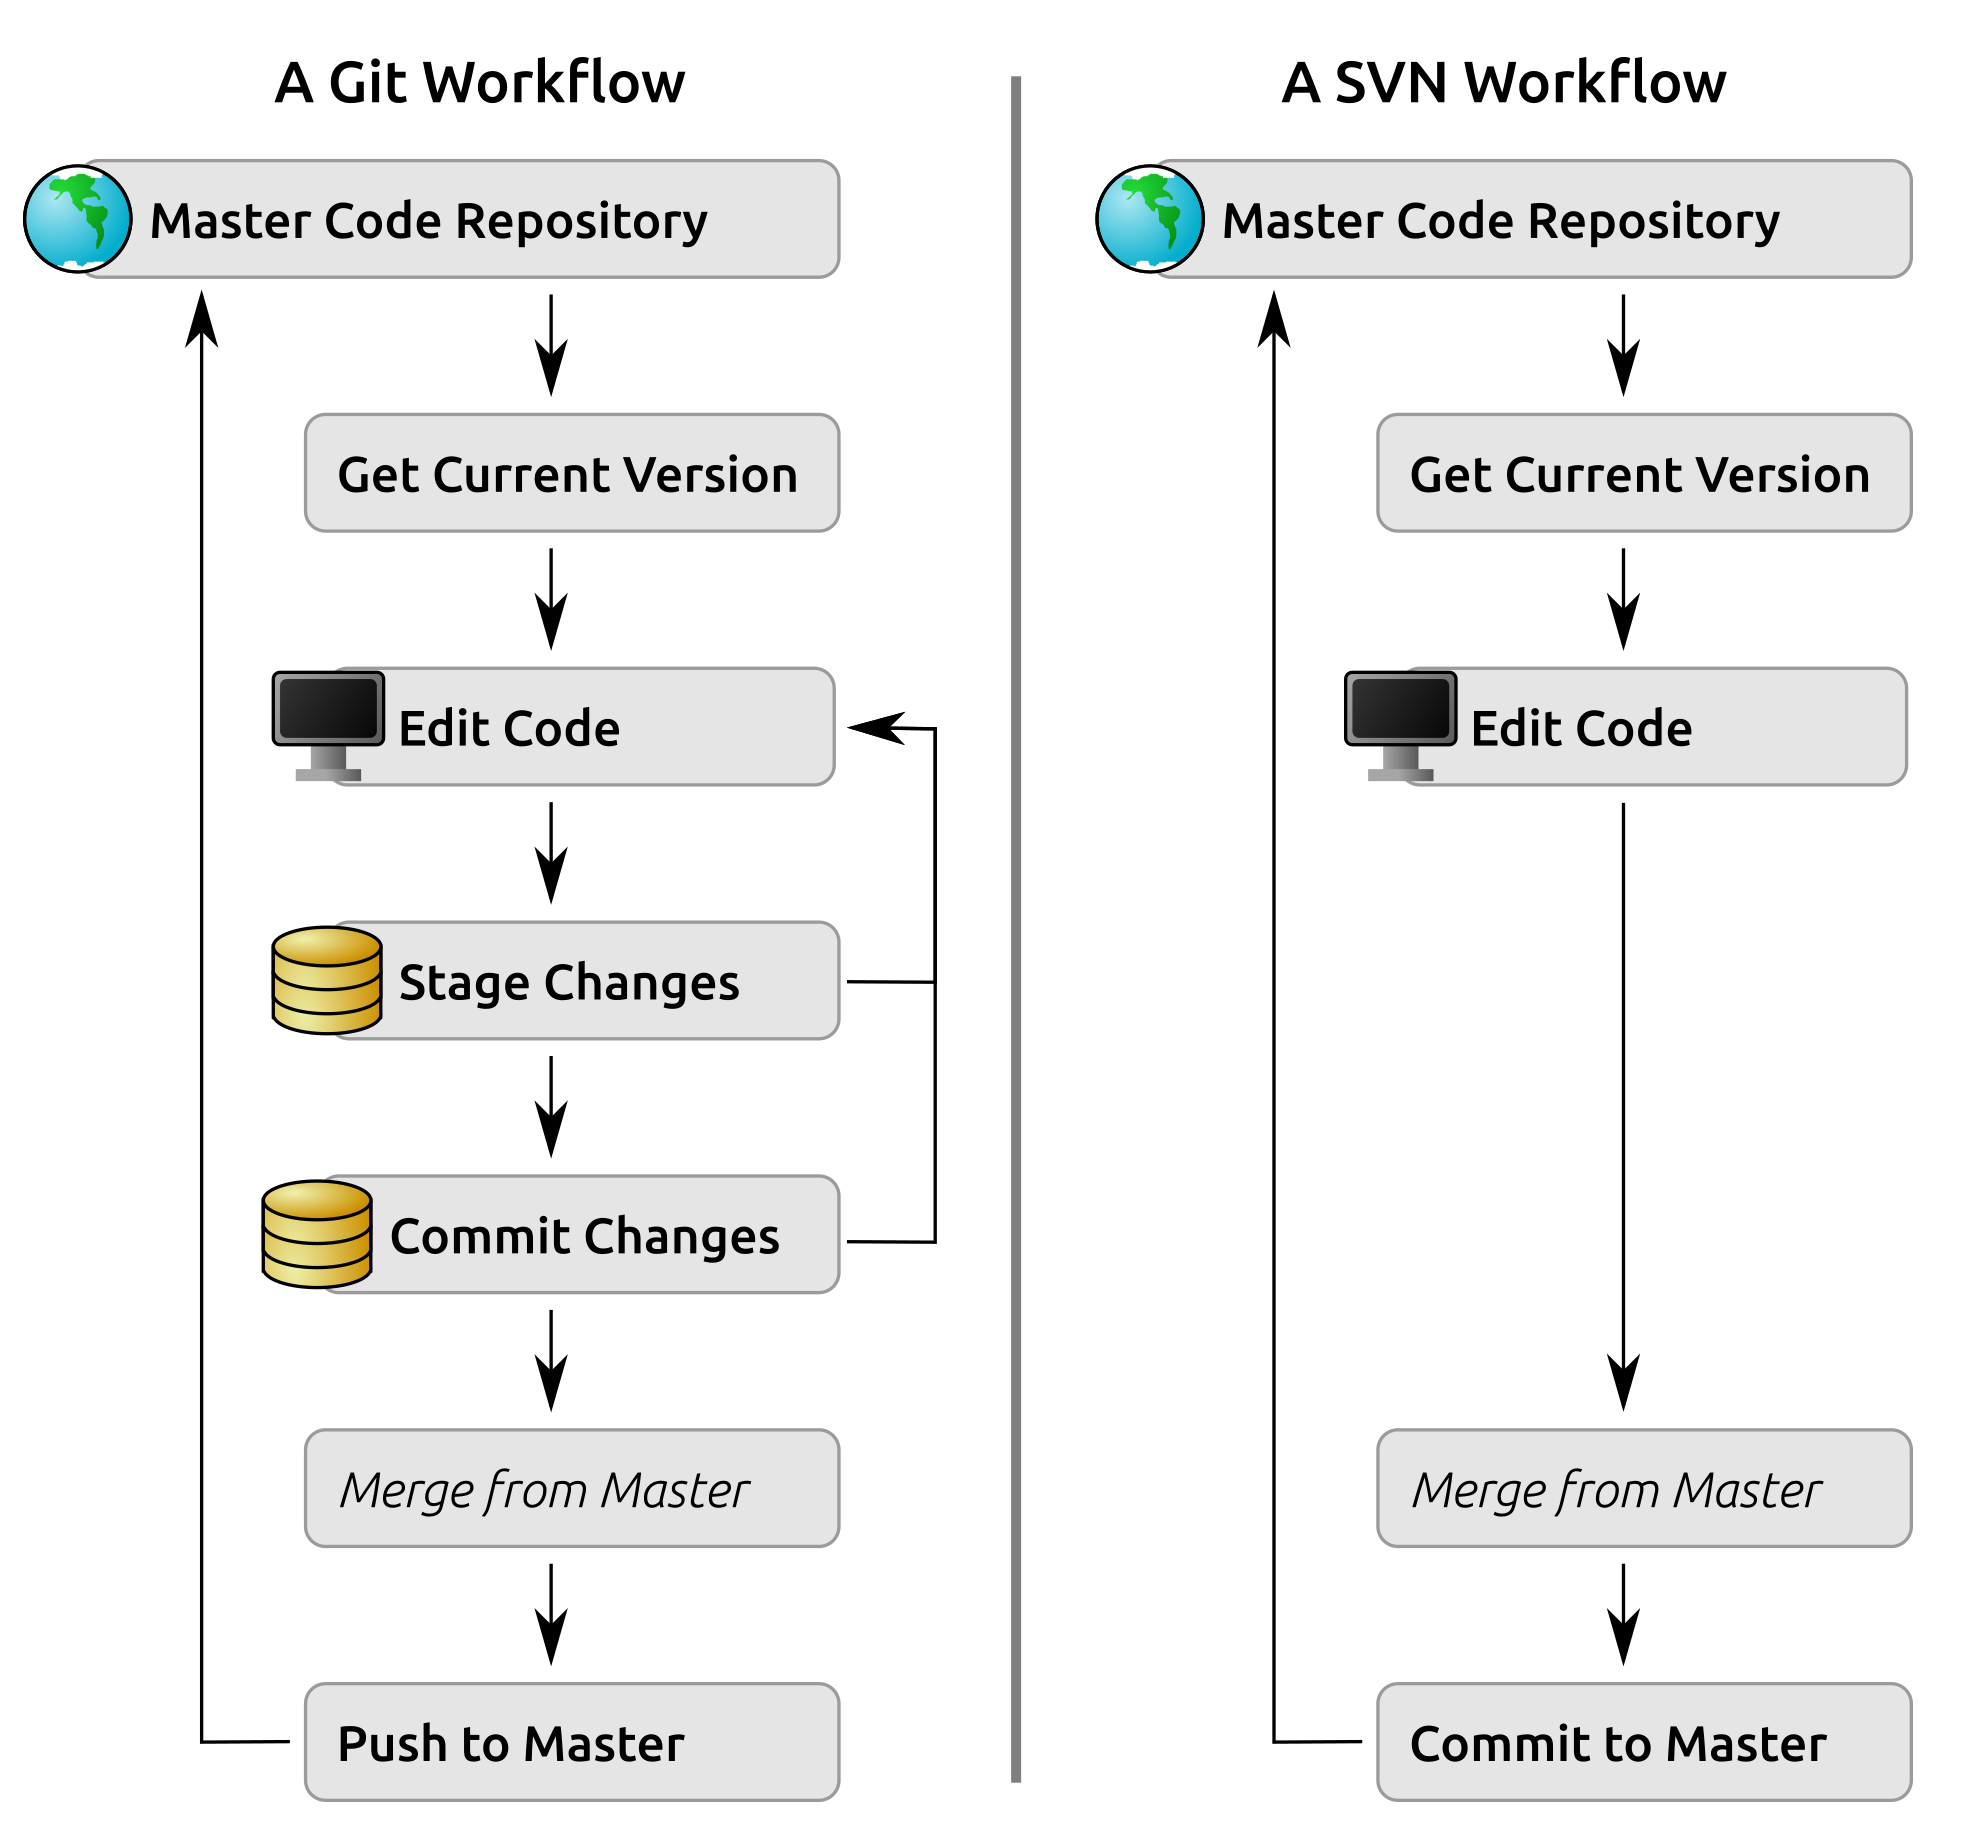 A Git Workflow
Master Code Repository
Get Current Version
Edit Code
Stage Changes
Commit Changes
Merge from Master
Push to Master
A SVN Workflow
Master Code Repository
Get Current Version
Edit Code
Merge from Master
Commit to Master